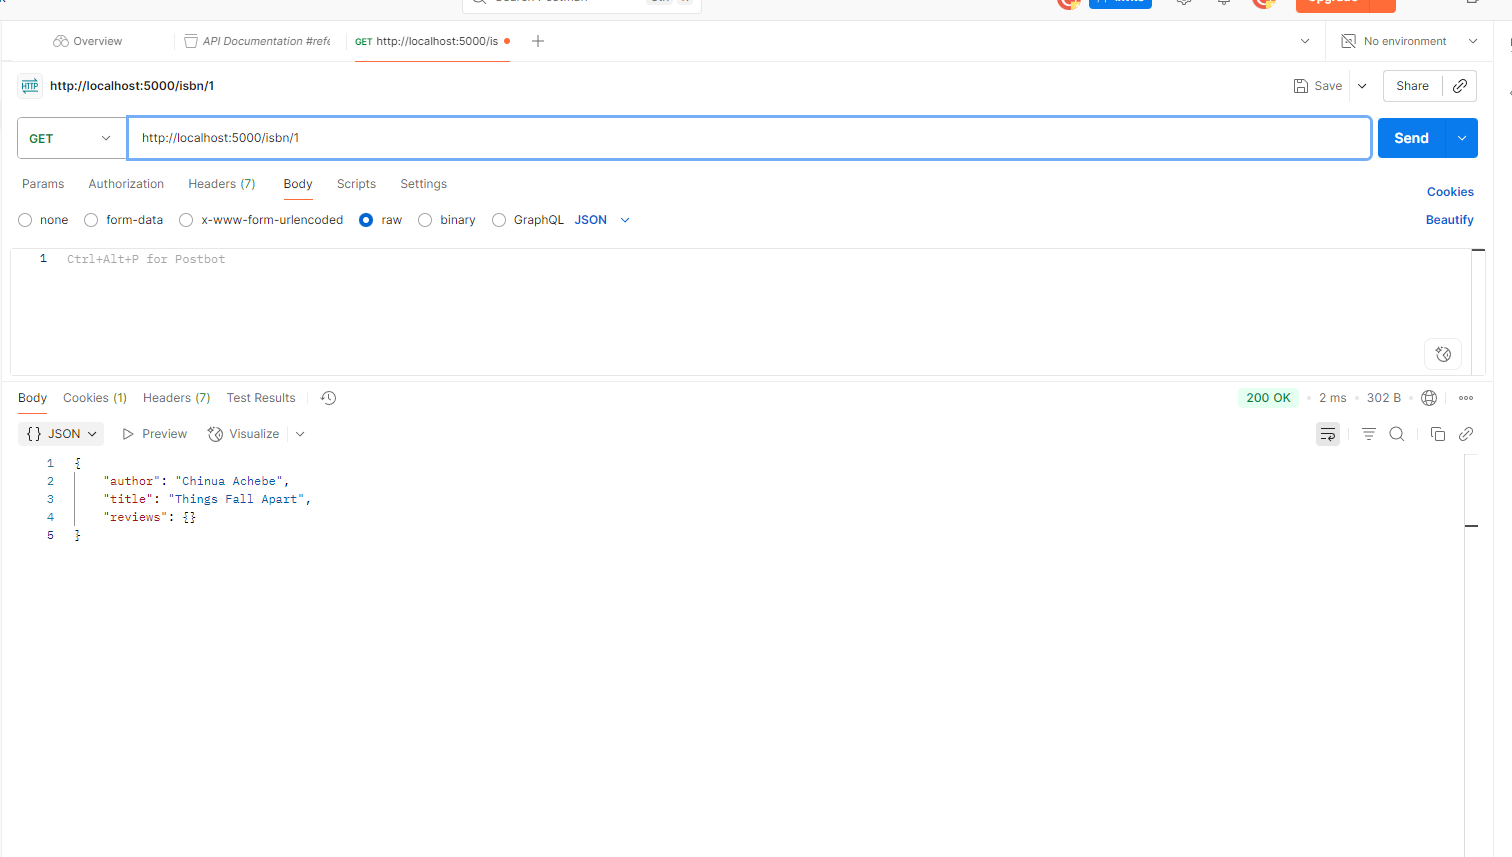 Overview
API Documentation #refe
GET http://localhost:5000/is
No environment
HTTP http://localhost:5000/isbn/1
Save
Share
GET
http://localhost:5000/isbn/1
Send
Params
Authorization
Headers (7)
Body
Scripts
Settings
Cookies
none
form-data
x-www-form-urlencoded
raw
binary
GraphQL
JSON
Beautify
1 Ctrl+Alt+P for Postbot
Body
Cookies (1)
Headers (7)
Test Results
200 OK
2 ms
302 B
{} JSON
Preview
Visualize
1 {
2 "author": "Chinua Achebe",
3 "title": "Things Fall Apart",
4 "reviews": {}
5 }